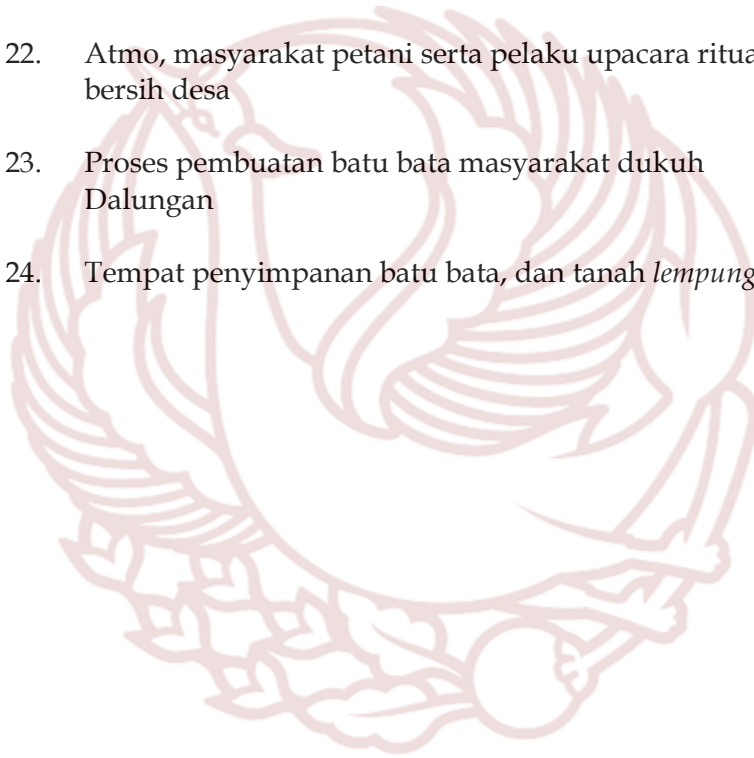 22. Atmo, masyarakat petani serta pelaku upacara ritua
bersih desa
23. Proses pembuatan batu bata masyarakat dukuh
Dalungan
24. Tempat penyimpanan batu bata, dan tanah lempung